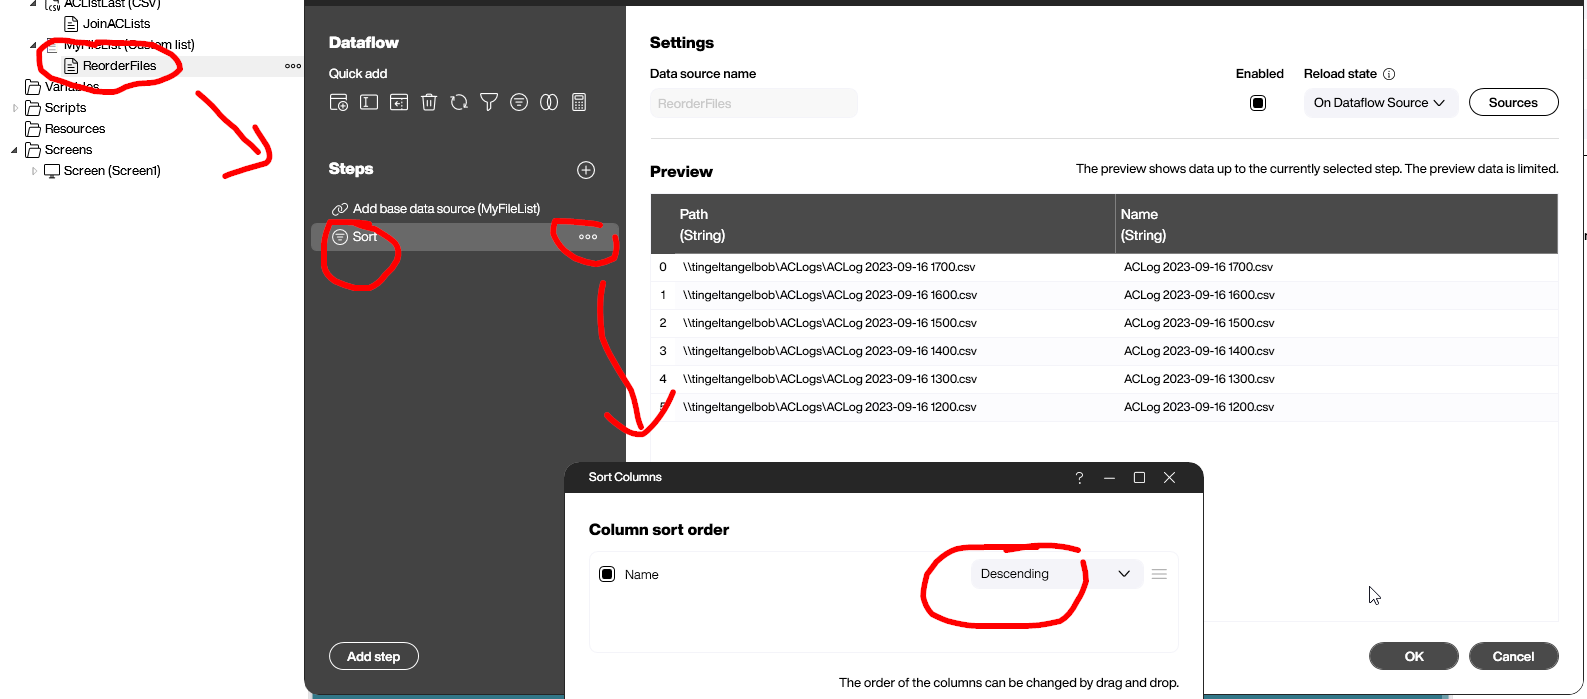 ACListLast (CSV)
JoinACLists
MyFileList (Custom list)
ReorderFiles
Variables
Scripts
Resources
Screens
Screen (Screen1)
Dataflow
Quick add
Steps
Add base data source (MyFileList)
Sort
Add step
Settings
Data source name
Enabled
Reload state
ReorderFiles
On Dataflow Source
Sources
Preview
The preview shows data up to the currently selected step. The preview data is limited.
Path
(String)
Name
(String)
0 \\tingeltangelbob\ACLogs\ACLog 2023-09-16 1700.csv ACLog 2023-09-16 1700.csv
1 \\tingeltangelbob\ACLogs\ACLog 2023-09-16 1600.csv ACLog 2023-09-16 1600.csv
2 \\tingeltangelbob\ACLogs\ACLog 2023-09-16 1500.csv ACLog 2023-09-16 1500.csv
3 \\tingeltangelbob\ACLogs\ACLog 2023-09-16 1400.csv ACLog 2023-09-16 1400.csv
4 \\tingeltangelbob\ACLogs\ACLog 2023-09-16 1300.csv ACLog 2023-09-16 1300.csv
5 \\tingeltangelbob\ACLogs\ACLog 2023-09-16 1200.csv ACLog 2023-09-16 1200.csv
Sort Columns
?
Column sort order
Name
Descending
The order of the columns can be changed by drag and drop.
OK
Cancel